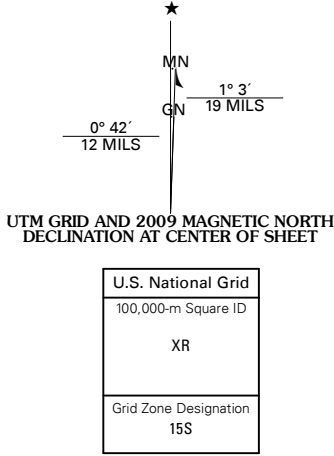 ★
MN
1° 3´
19 MILS
GN
0° 42´
12 MILS
UTM GRID AND 2009 MAGNETIC NORTH
DECLINATION AT CENTER OF SHEET
U.S. National Grid
100,000-m Square ID
XR
Grid Zone Designation
15S